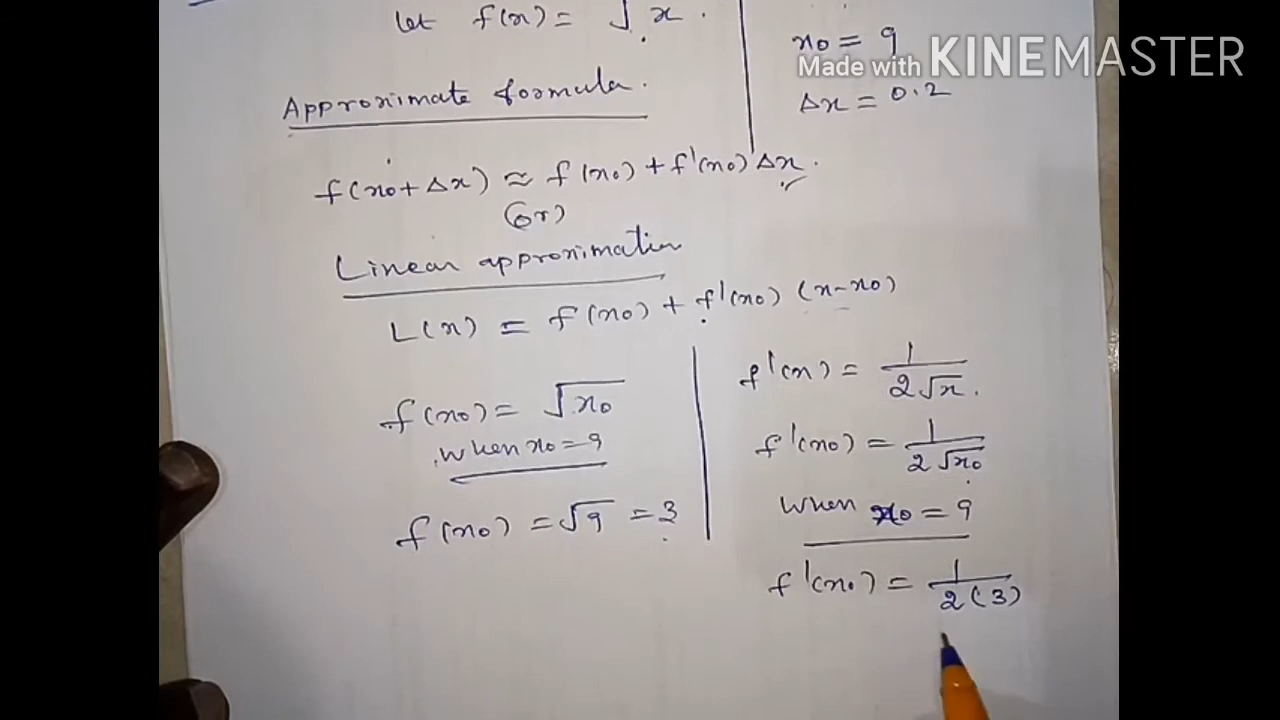 let f(x) = √x.
x0 = 9
Made with KINEMASTER
Δx = 0.2
Approximate formula.
f(x0 + Δx) ≈ f(x0) + f'(x0) Δx.
(or)
Linear approximation
L(x) = f(x0) + f'(x0) (x-x0)
f(x0) = √x0
when x0 = 9
f(x0) = √9 = 3
f'(x) = 1/2√x.
f'(x0) = 1/2√x0
when x0 = 9
f'(x0) = 1/2(3)